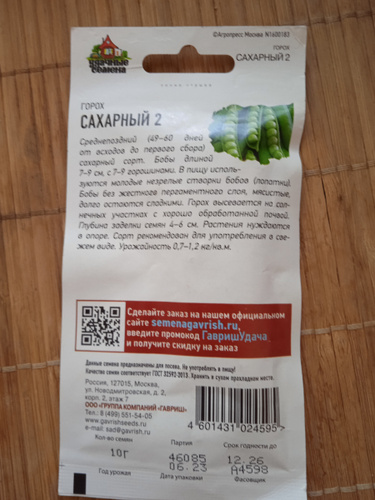 ©Агропресс Москва N1600183
удачные
семена
ГОРОХ
САХАРНЫЙ 2
ГОРОХ
САХАРНЫЙ 2
Среднепоздний (49–60 дней
от всходов до первого сбора)
сахарный сорт. Бобы длиной
7–9 см, с 7–9 горошинами. В пищу исполь-
зуются молодые незрелые створки бобов (лопатки).
Бобы без жесткого пергаментного слоя, мясистые,
долго остаются сладкими. Горох высевается на сол-
нечных участках с хорошо обработанной почвой.
Глубина заделки семян 4–6 см. Растения нуждаются
в опоре. Сорт рекомендован для употребления в све-
жем виде. Урожайность 0,7–1,2 кг/кв.м.
Сделайте заказ на нашем официальном
сайте semenagavrish.ru,
введите промокод ГавришУдача
и получите скидку на заказ
Данные семена предназначены для посева. Не употреблять в пищу!
Качество семян соответствует ГОСТ 32592-2013. Хранить в сухом прохладном месте.
Россия, 127015, Москва,
ул. Новодмитровская, д. 2,
корп. 2, этаж 7
ООО «ГРУППА КОМПАНИЙ «ГАВРИШ»
Тел.: 8 (499) 551-54-05
www.gavrishseeds.ru
e-mail: sad@gavrish.ru
4 601431 024595
Кол-во семян
Партия
Срок годности до
10г
46085
12.26
06.23
А4598
Год урожая
Фасовщик